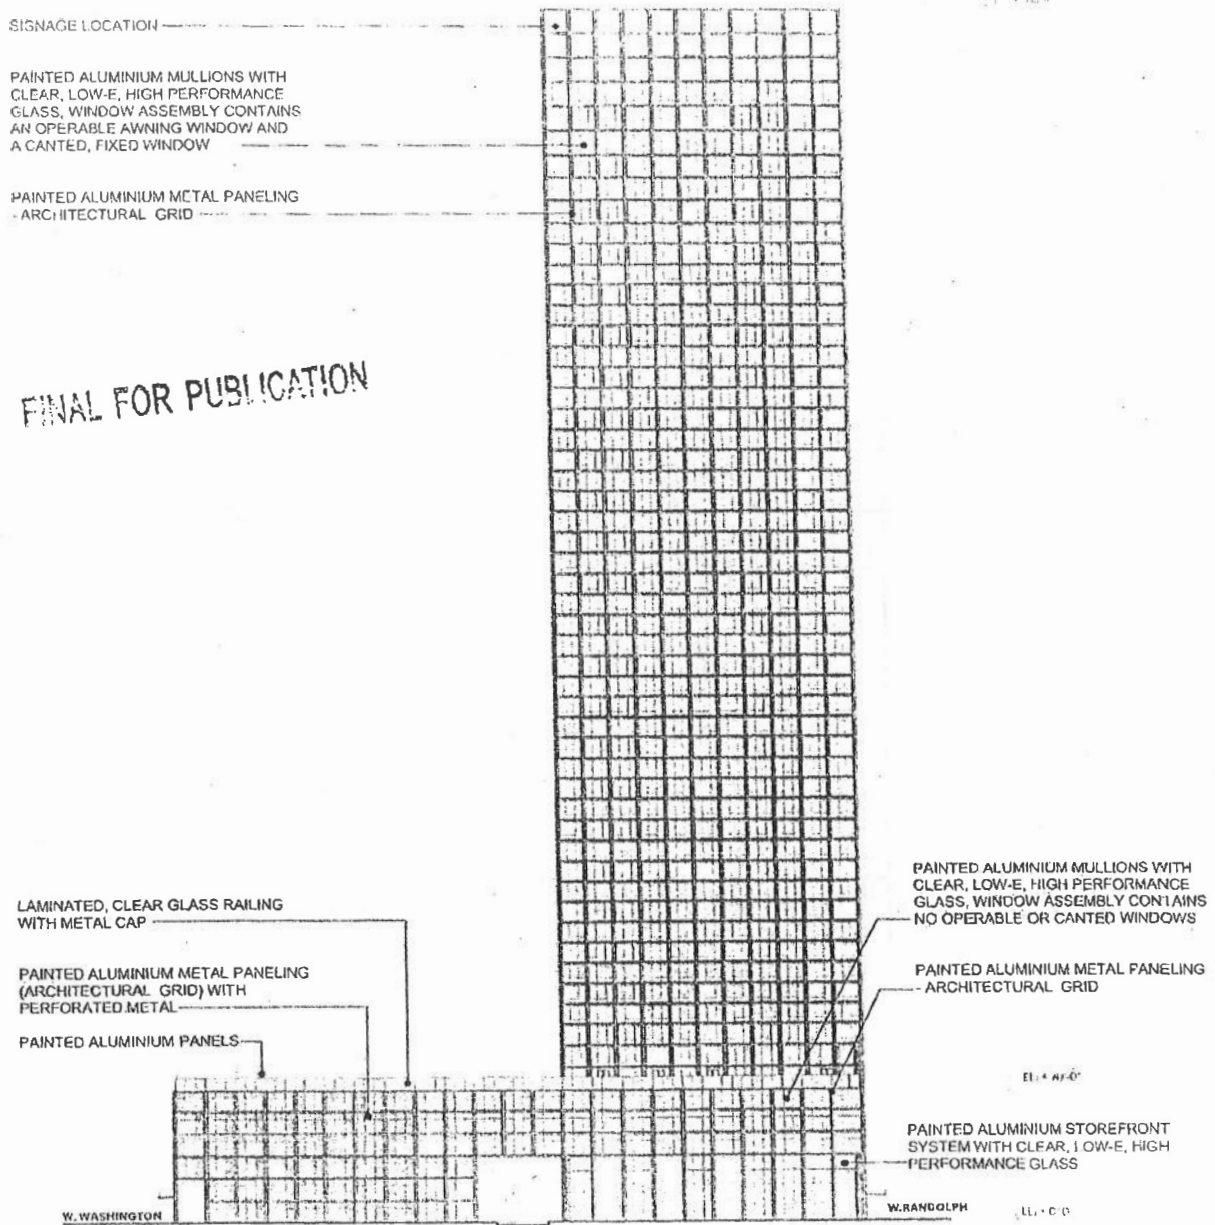 SIGNAGE LOCATION
PAINTED ALUMINIUM MULLIONS WITH
CLEAR, LOW-E, HIGH PERFORMANCE
GLASS, WINDOW ASSEMBLY CONTAINS
AN OPERABLE AWNING WINDOW AND
A CANTED, FIXED WINDOW
PAINTED ALUMINIUM METAL PANELING
- ARCHITECTURAL GRID
FINAL FOR PUBLICATION
LAMINATED, CLEAR GLASS RAILING
WITH METAL CAP
PAINTED ALUMINIUM METAL PANELING
(ARCHITECTURAL GRID) WITH
PERFORATED METAL
PAINTED ALUMINIUM PANELS
PAINTED ALUMINIUM MULLIONS WITH
CLEAR, LOW-E, HIGH PERFORMANCE
GLASS, WINDOW ASSEMBLY CONTAINS
NO OPERABLE OR CANTED WINDOWS
PAINTED ALUMINIUM METAL PANELING
- ARCHITECTURAL GRID
PAINTED ALUMINIUM STOREFRONT
SYSTEM WITH CLEAR, LOW-E, HIGH
PERFORMANCE GLASS
W. WASHINGTON
W.RANDOLPH